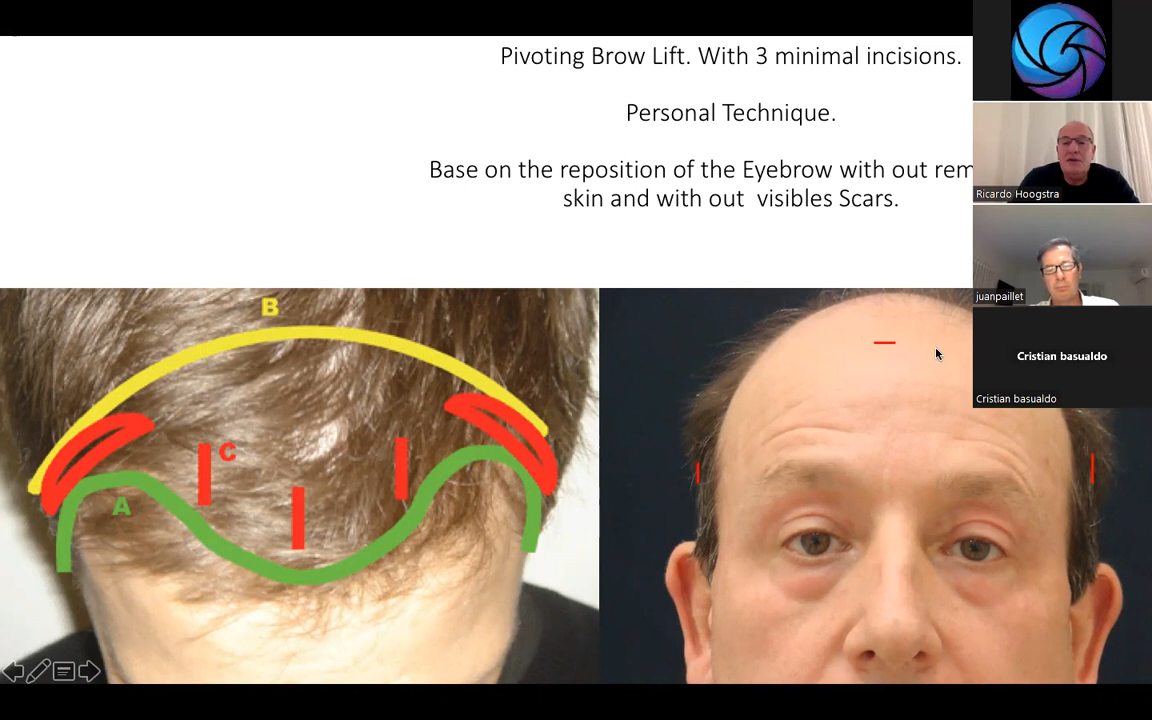 Pivoting Brow Lift. With 3 minimal incisions.
Personal Technique.
Base on the reposition of the Eyebrow with out rem
skin and with out visibles Scars.
Ricardo Hoogstra
juanpaillet
Cristian basualdo
Cristian basualdo
B
C
A